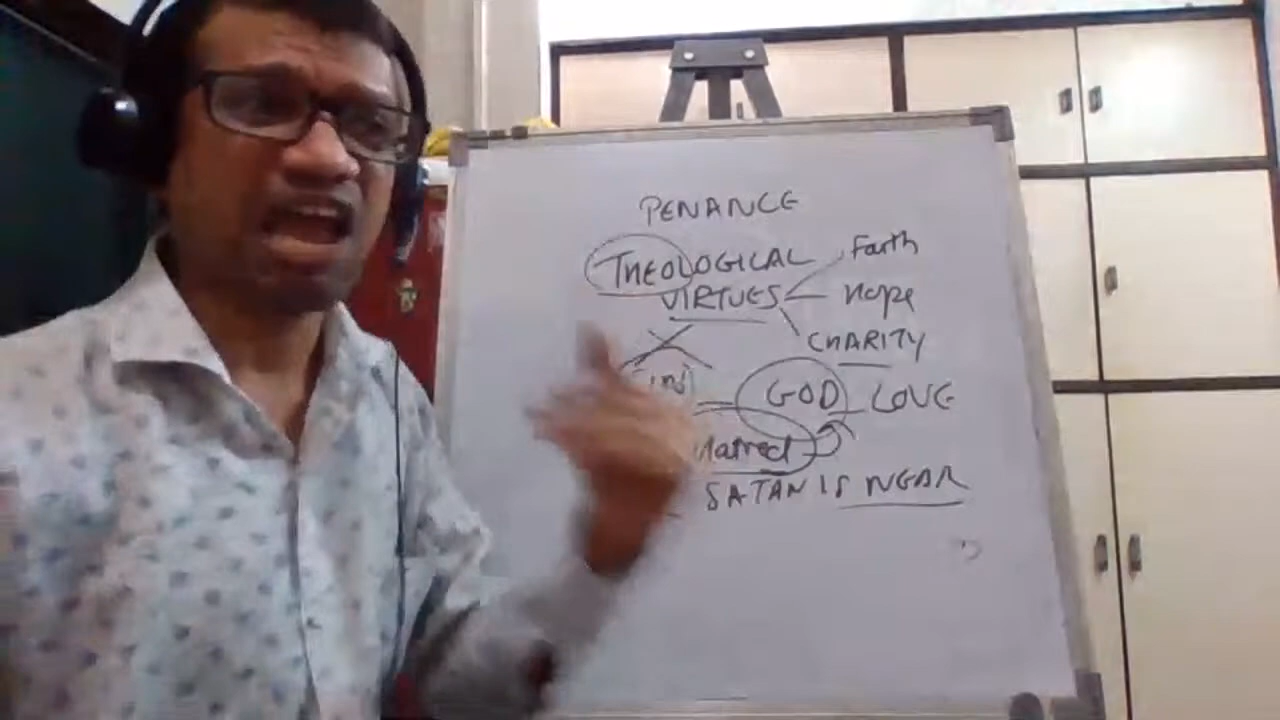 PENANCE
THEOLOGICAL Faith
VIRTUES Hope
CHARITY
GOD LOVE
Hatred
SATAN IS NEAR